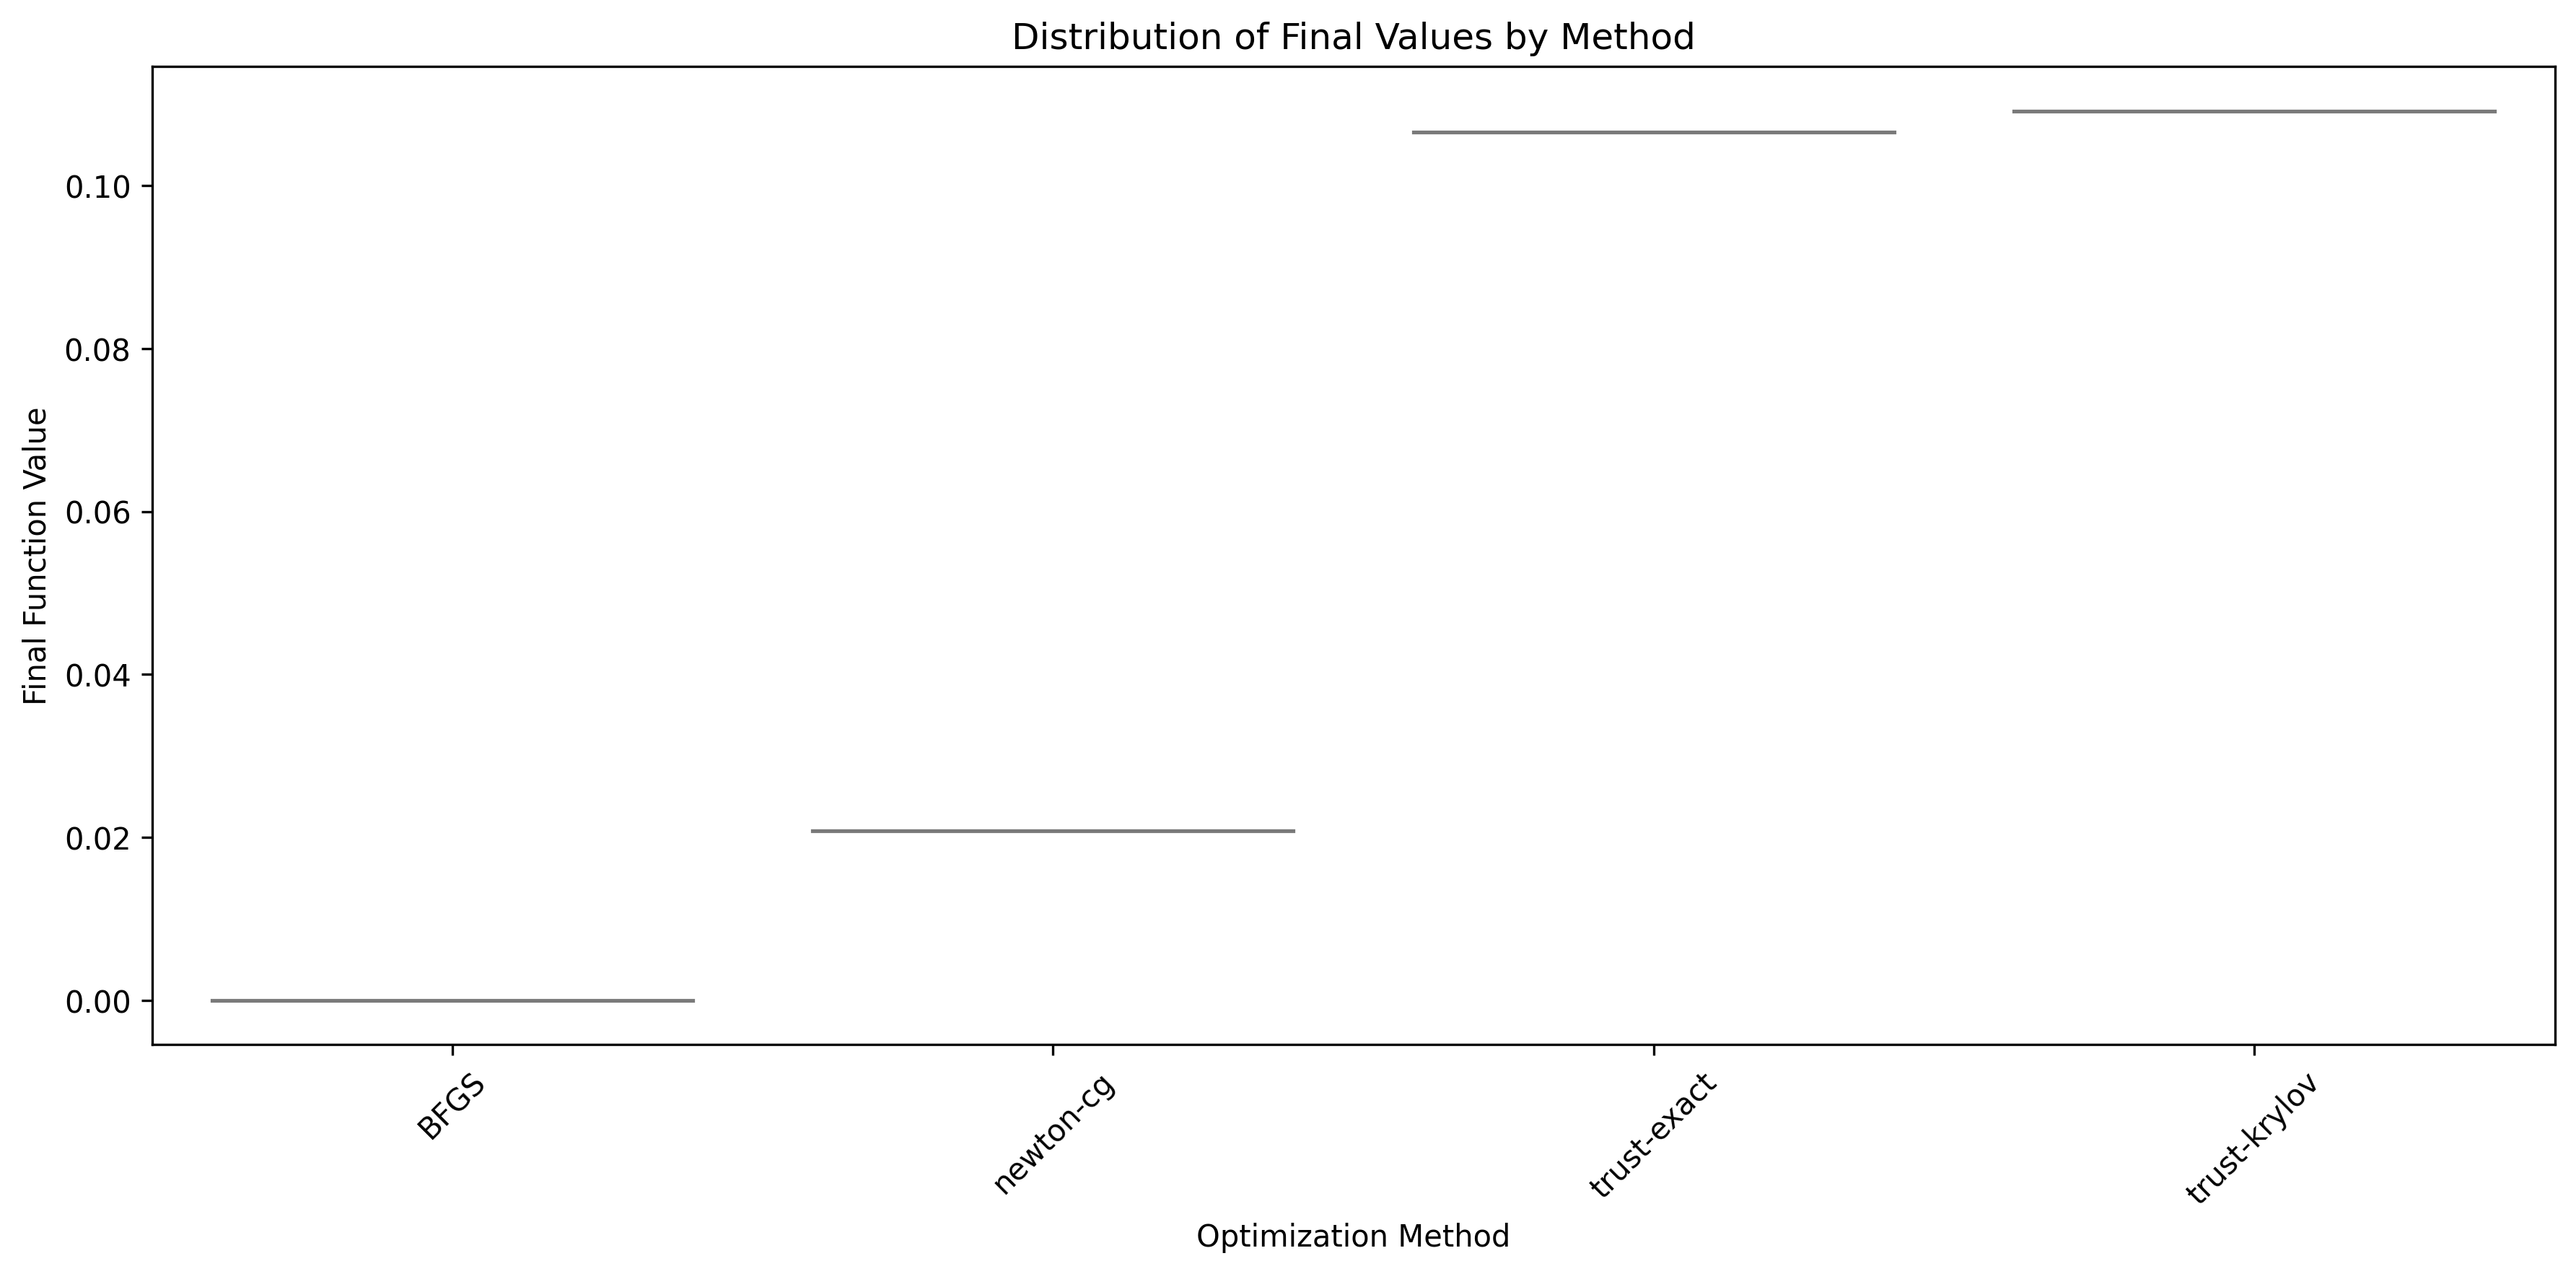 Distribution of Final Values by Method
Final Function Value
0.10
0.08
0.06
0.04
0.02
0.00
BFGS
newton-cg
trust-exact
trust-krylov
Optimization Method